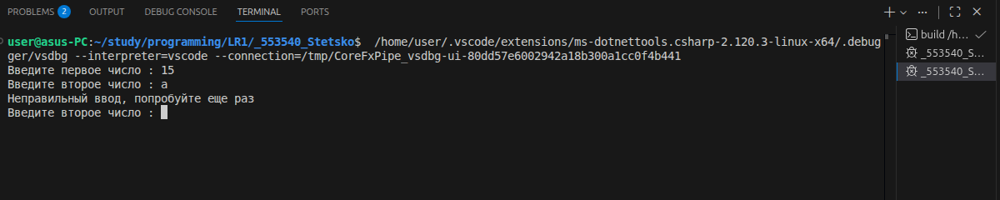 PROBLEMS 2 OUTPUT DEBUG CONSOLE TERMINAL PORTS
user@asus-PC:~/study/programming/LR1/_553540_Stetsko$  /home/user/.vscode/extensions/ms-dotnettools.csharp-2.120.3-linux-x64/.debug
ger/vsdbg --interpreter=vscode --connection=/tmp/CoreFxPipe_vsdbg-ui-80dd57e6002942a18b300a1cc0f4b441
Введите первое число : 15
Введите второе число : a
Неправильный ввод, попробуйте еще раз
Введите второе число :
build /h...
_553540_S...
_553540_S...